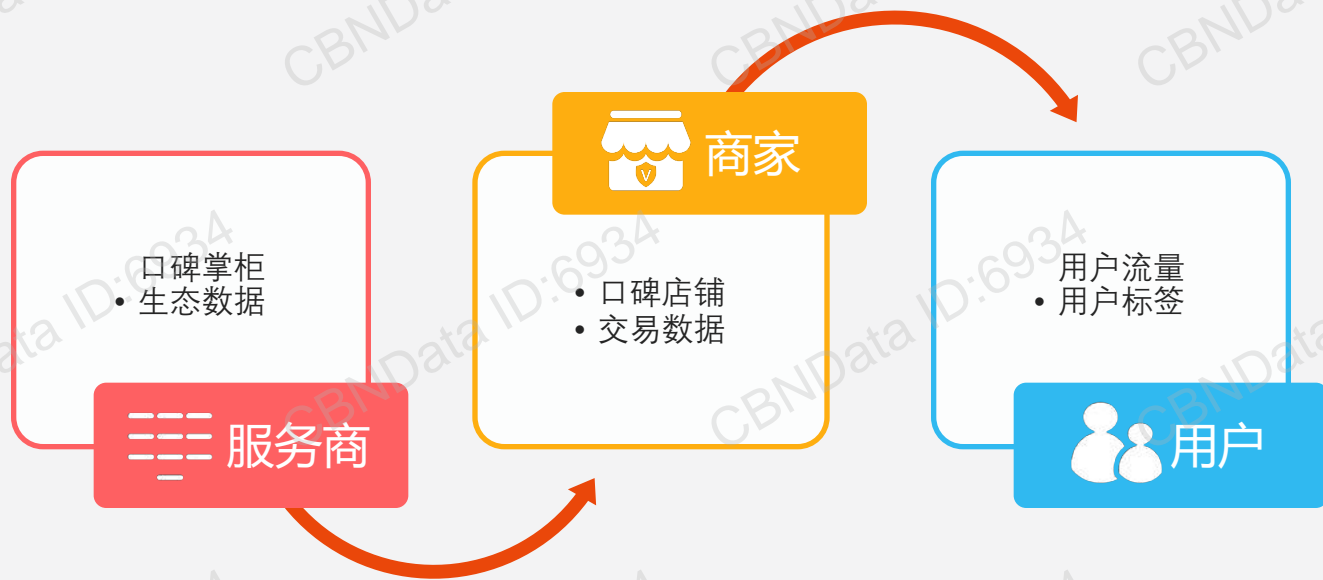 口碑掌柜
• 生态数据
服务商
商家
V
• 口碑店铺
• 交易数据
用户流量
• 用户标签
用户
CBNData
CBNData
CBNData
CBNData ID:6934
CBNData ID:6934
CBNData ID:6934
CBNData